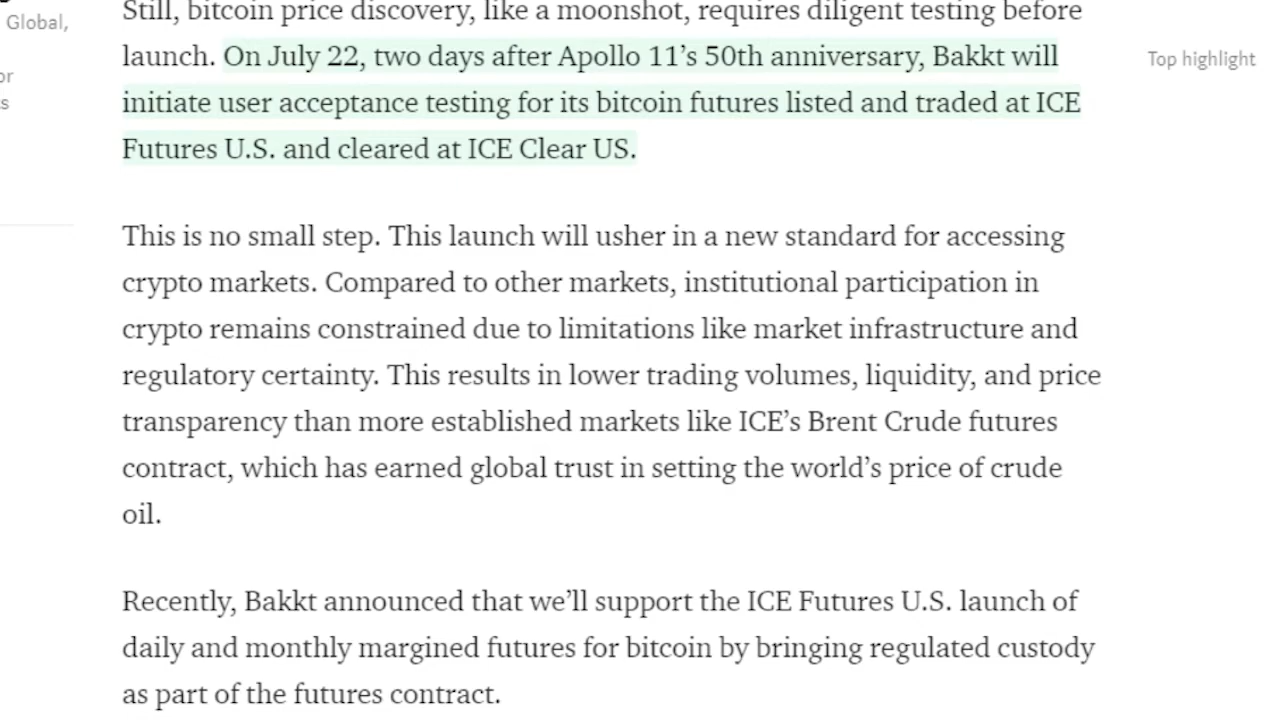 Global,
or
s
Still, bitcoin price discovery, like a moonshot, requires diligent testing before
launch. On July 22, two days after Apollo 11’s 50th anniversary, Bakkt will
initiate user acceptance testing for its bitcoin futures listed and traded at ICE
Futures U.S. and cleared at ICE Clear US.
Top highlight
This is no small step. This launch will usher in a new standard for accessing
crypto markets. Compared to other markets, institutional participation in
crypto remains constrained due to limitations like market infrastructure and
regulatory certainty. This results in lower trading volumes, liquidity, and price
transparency than more established markets like ICE’s Brent Crude futures
contract, which has earned global trust in setting the world’s price of crude
oil.
Recently, Bakkt announced that we’ll support the ICE Futures U.S. launch of
daily and monthly margined futures for bitcoin by bringing regulated custody
as part of the futures contract.